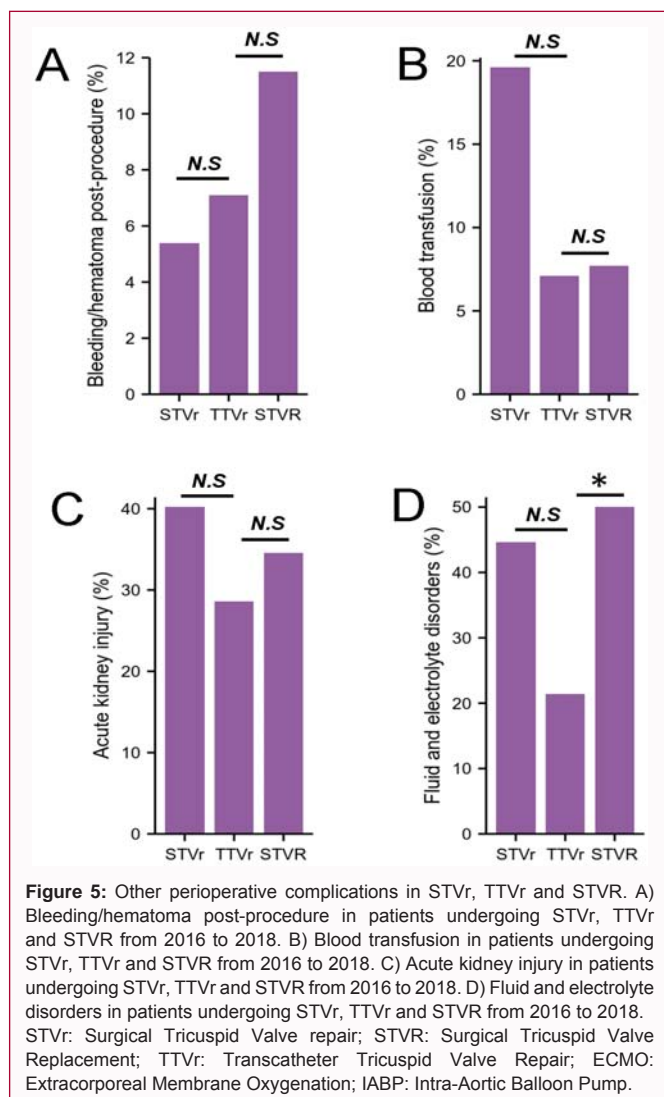 A
Bleeding/hematoma post-procedure (%)
12
10
8
6
4
2
0
N.S
N.S
STVr TTVr STVR
B
Blood transfusion (%)
20
15
10
5
0
N.S
N.S
STVr TTVr STVR
C
Acute kidney injury (%)
40
30
20
10
0
N.S
N.S
STVr TTVr STVR
D
Fluid and electrolyte disorders (%)
50
40
30
20
10
0
N.S
*
STVr TTVr STVR
Figure 5: Other perioperative complications in STVr, TTVr and STVR. A)
Bleeding/hematoma post-procedure in patients undergoing STVr, TTVr
and STVR from 2016 to 2018. B) Blood transfusion in patients undergoing
STVr, TTVr and STVR from 2016 to 2018. C) Acute kidney injury in patients
undergoing STVr, TTVr and STVR from 2016 to 2018. D) Fluid and electrolyte
disorders in patients undergoing STVr, TTVr and STVR from 2016 to 2018.
STVr: Surgical Tricuspid Valve repair; STVR: Surgical Tricuspid Valve
Replacement; TTVr: Transcatheter Tricuspid Valve Repair; ECMO:
Extracorporeal Membrane Oxygenation; IABP: Intra-Aortic Balloon Pump.